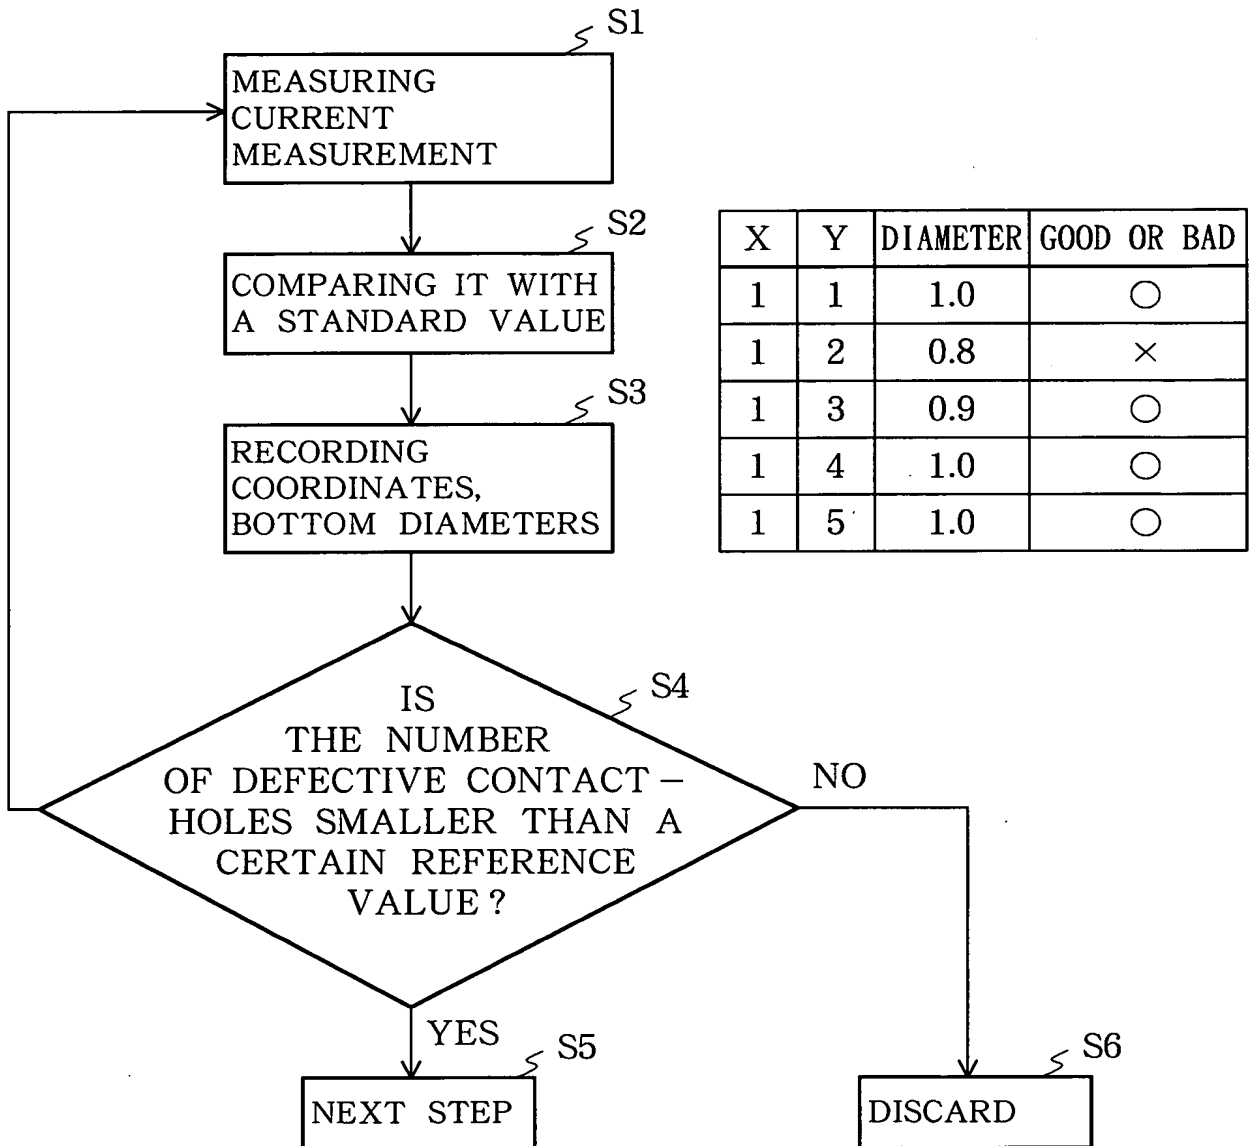 S1
MEASURING
CURRENT
MEASUREMENT
S2
COMPARING IT WITH
A STANDARD VALUE
S3
RECORDING
COORDINATES,
BOTTOM DIAMETERS
X Y DIAMETER GOOD OR BAD
1 1 1.0 ○
1 2 0.8 ×
1 3 0.9 ○
1 4 1.0 ○
1 5 1.0 ○
S4
IS
THE NUMBER
OF DEFECTIVE CONTACT –
HOLES SMALLER THAN A
CERTAIN REFERENCE
VALUE ?
NO
YES
S5
NEXT STEP
S6
DISCARD